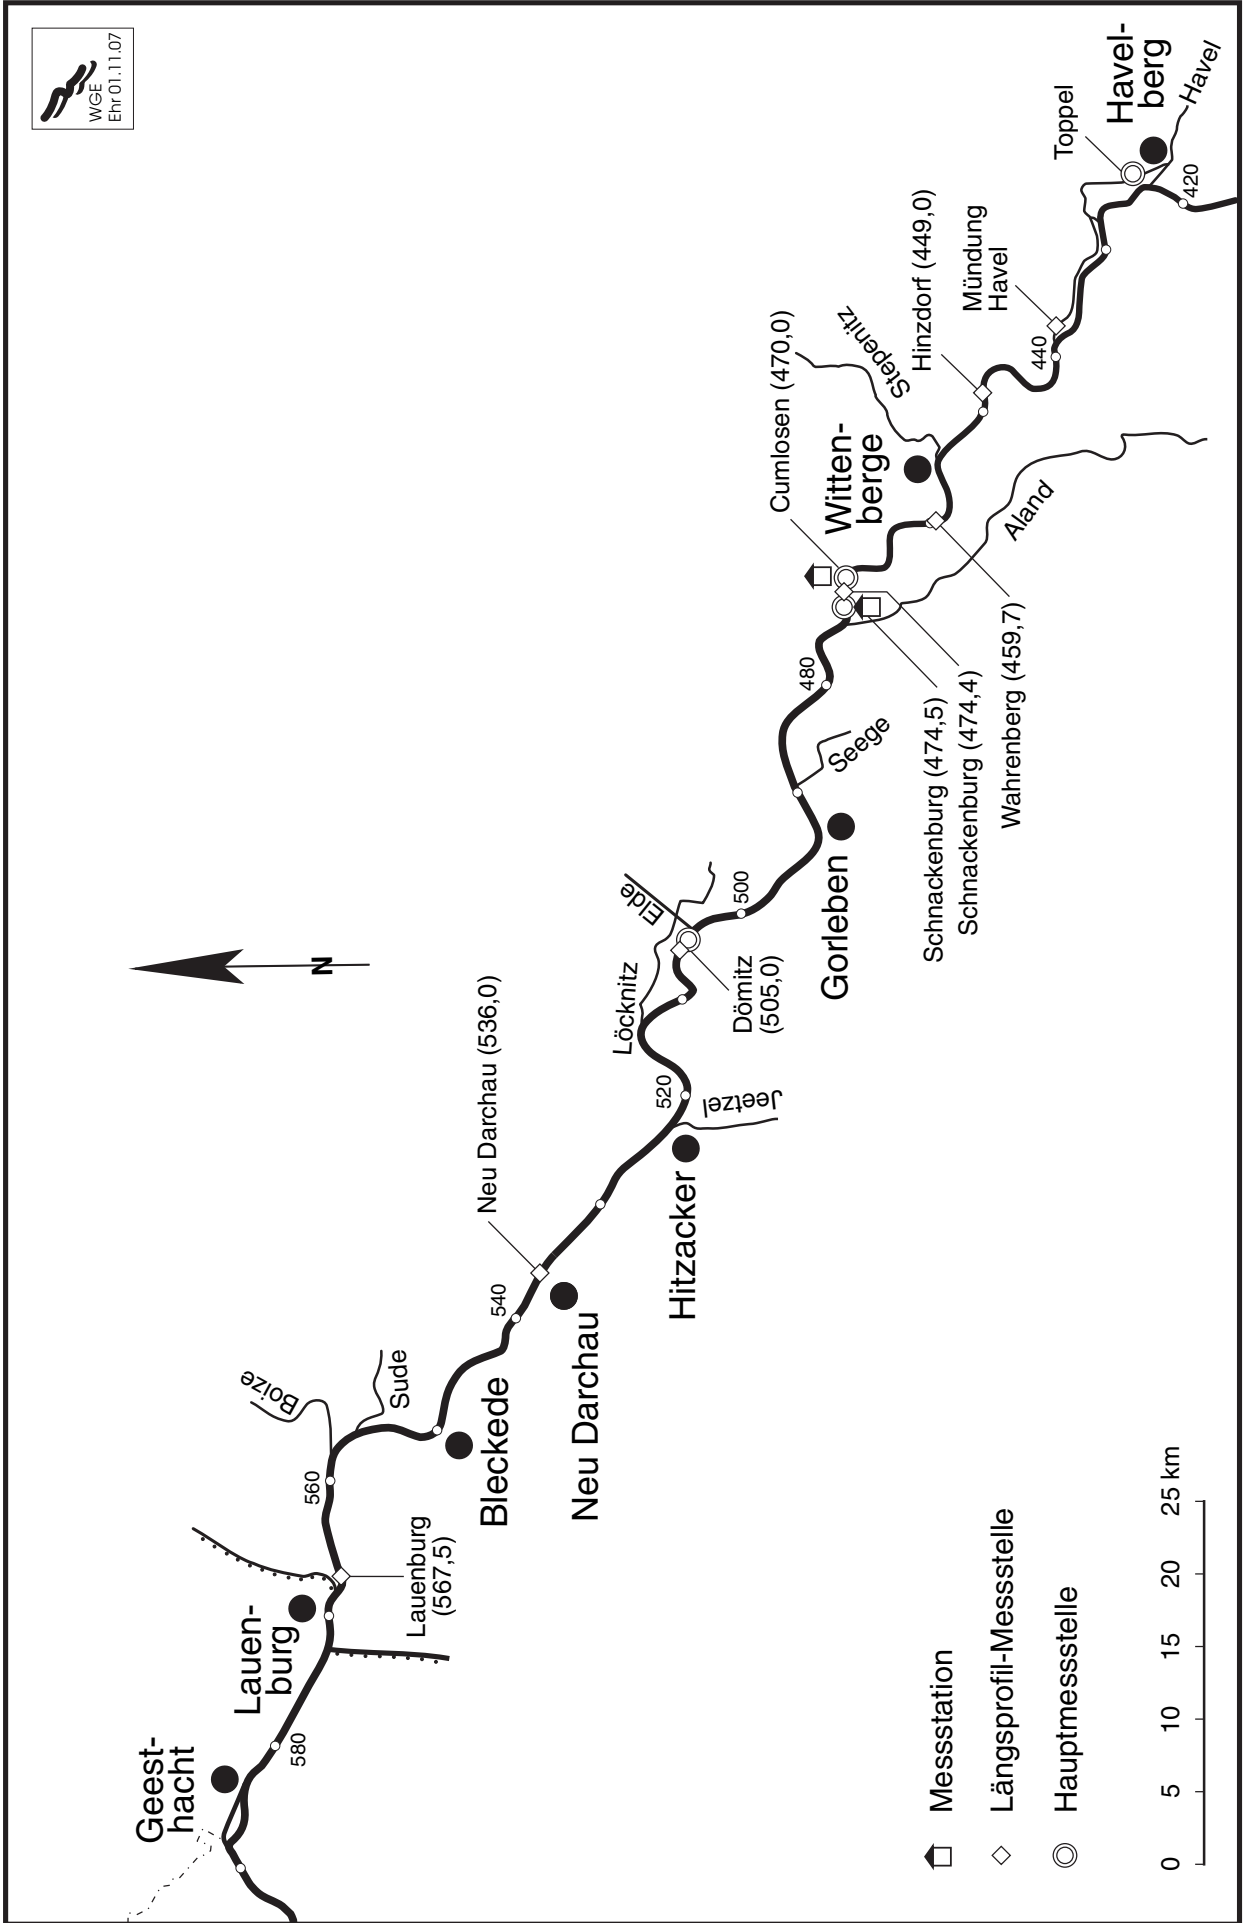 WGE
Ehr 01.11.07
Geest-
hacht
580
Lauen-
burg
Lauenburg
(567,5)
560
Boize
Sude
Bleckede
540
Neu Darchau
Neu Darchau (536,0)
Hitzacker
520
Jeetzel
Löcknitz
Elde
Dömitz
(505,0)
500
Gorleben
N
Seege
480
Schnackenburg (474,5)
Schnackenburg (474,4)
Wahrenberg (459,7)
Cumlosen (470,0)
Witten-
berge
Aland
Stepenitz
Hinzdorf (449,0)
Mündung
Havel
440
Toppel
Havel-
berg
Havel
420
Messstation
Längsprofil-Messstelle
Hauptmessstelle
0 5 10 15 20 25 km